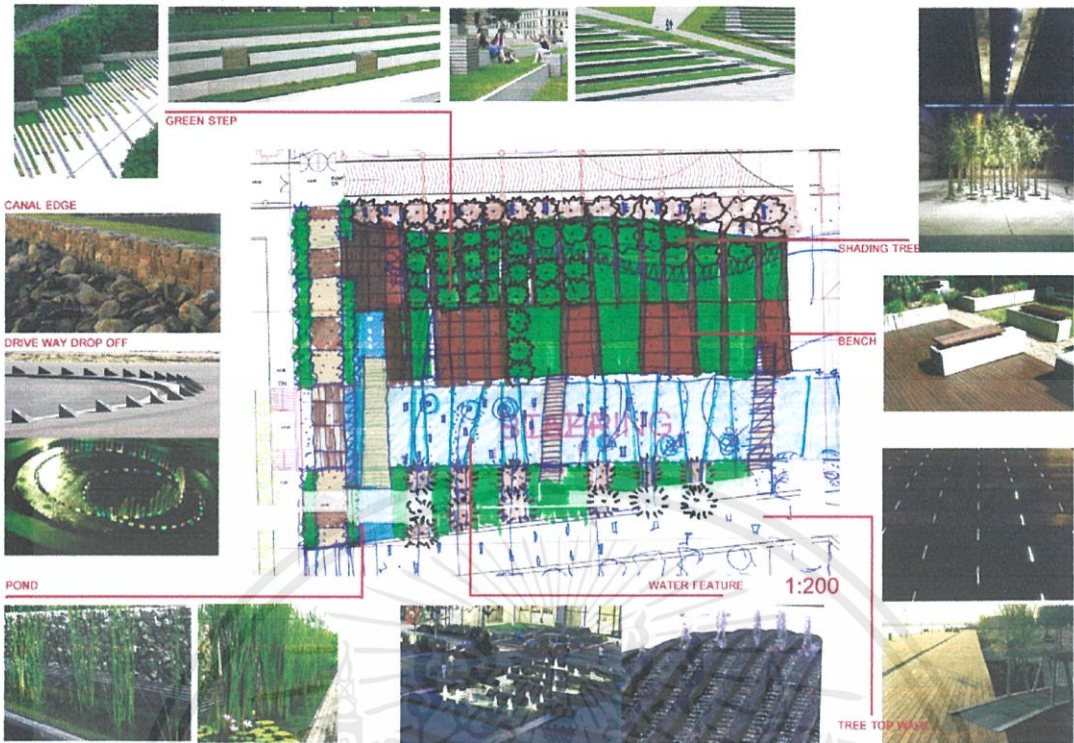 GREEN STEP
CANAL EDGE
SHADING TREE
DRIVE WAY DROP OFF
BENCH
STEPPING
POND
WATER FEATURE
1:200
TREE TOP WALK